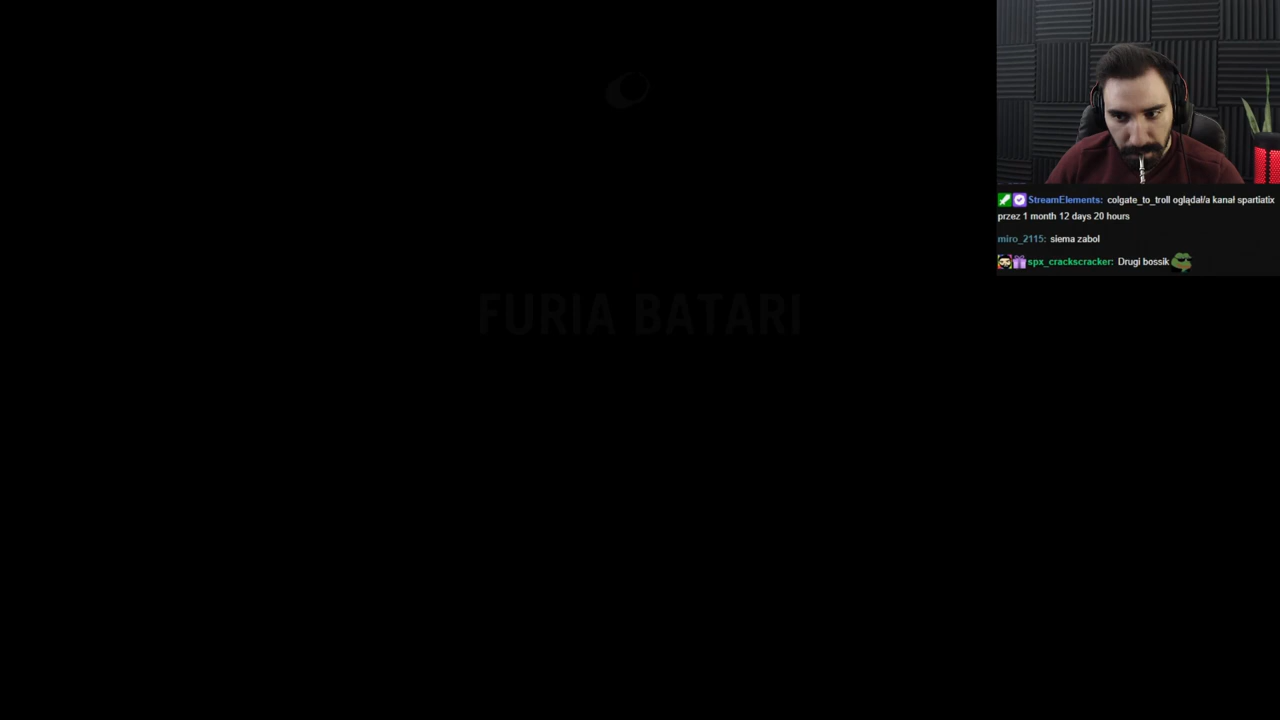 StreamElements: colgate_to_troll oglądał/a kanał spartiatix
przez 1 month 12 days 20 hours
miro_2115: siema zabol
spx_crackscracker: Drugi bossik
FURIA BATARI